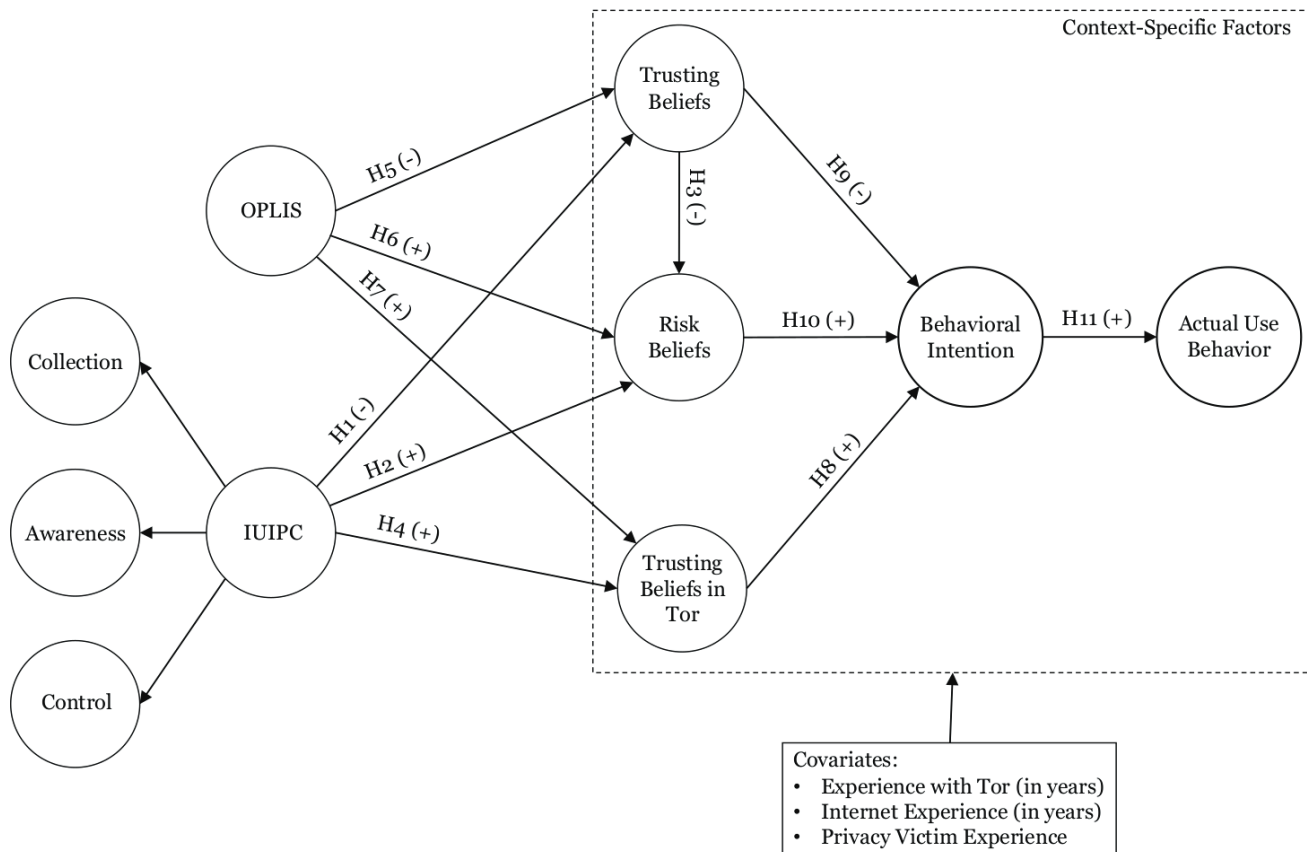 Context-Specific Factors
Trusting
Beliefs
H5 (-)
H9 (-)
H3 (-)
OPLIS
H6 (+)
H7 (+)
Risk
Beliefs
H10 (+)
Behavioral
Intention
H11 (+)
Actual Use
Behavior
Collection
H1 (-)
H2 (+)
H8 (+)
Awareness
IUIPC
H4 (+)
Trusting
Beliefs in
Tor
Control
Covariates:
• Experience with Tor (in years)
• Internet Experience (in years)
• Privacy Victim Experience